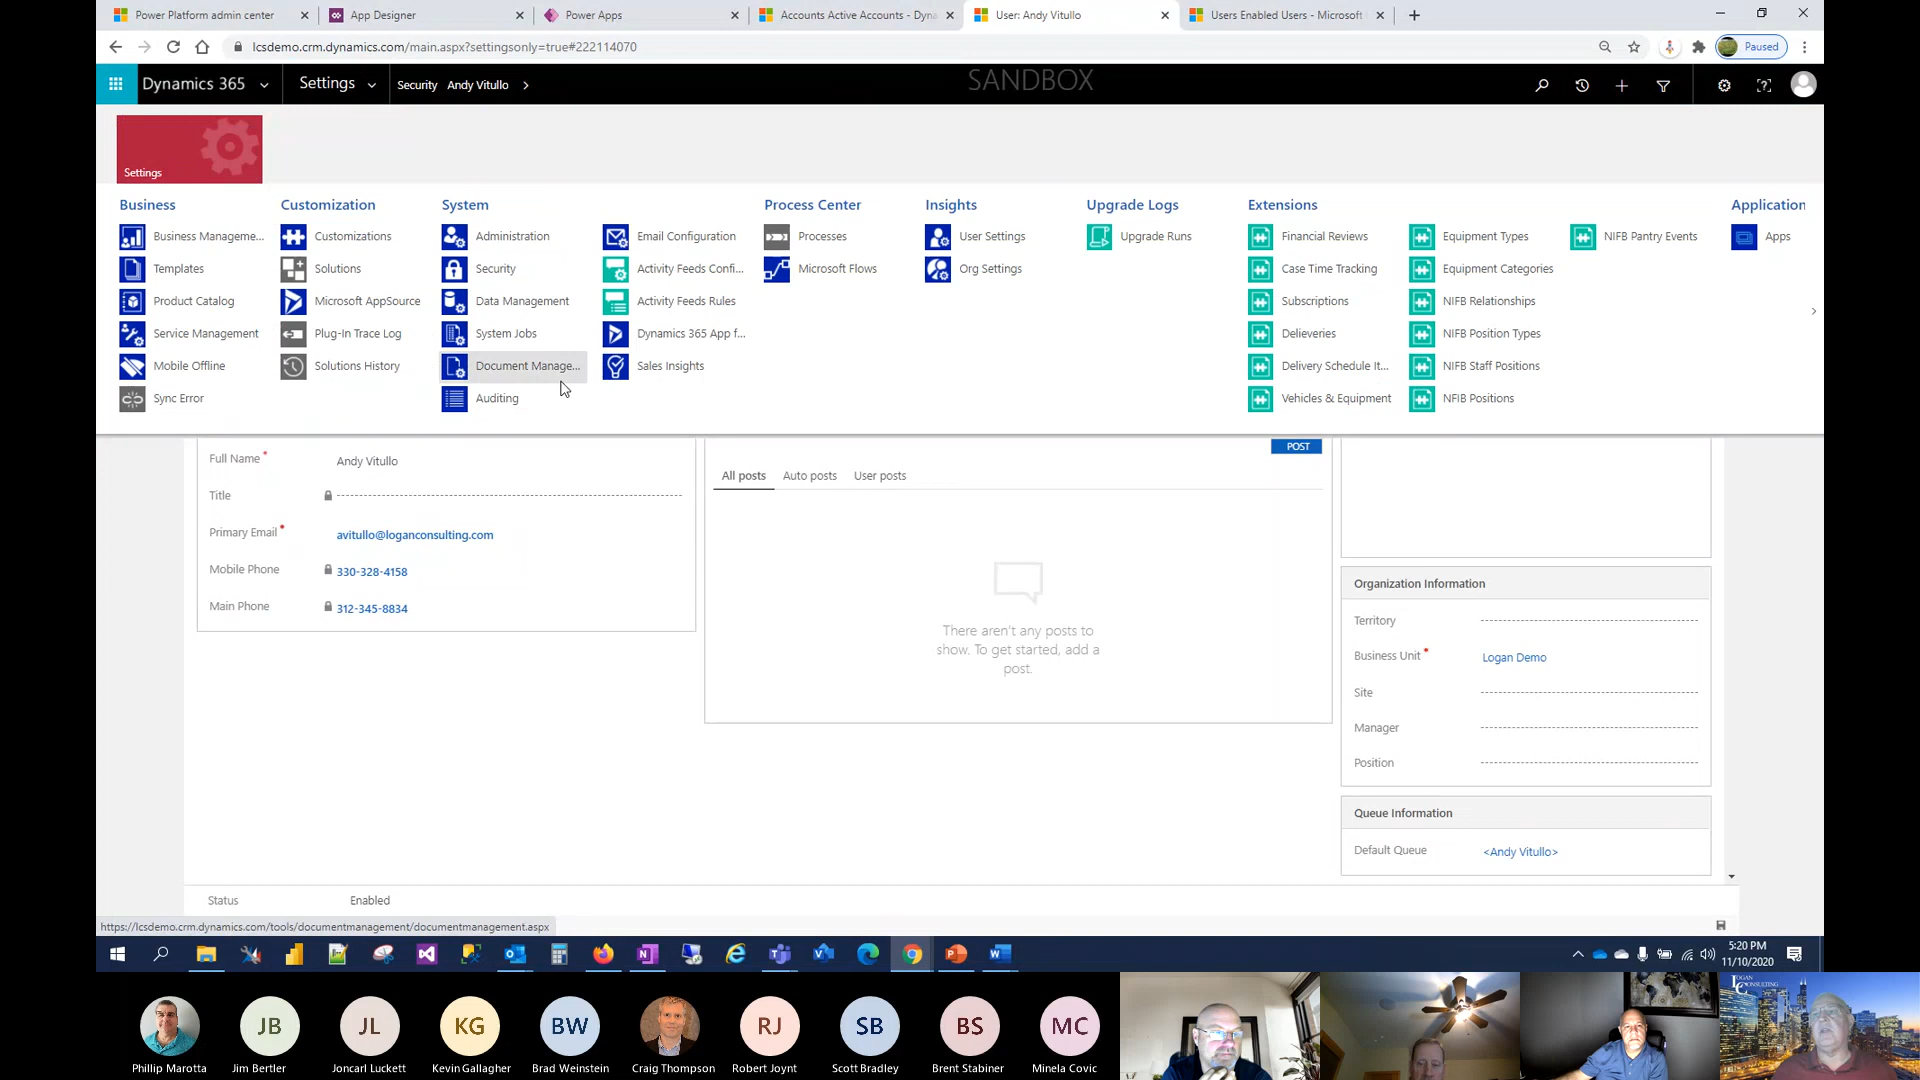 Power Platform admin center
App Designer
Power Apps
Accounts Active Accounts - Dyna
User: Andy Vitullo
Users Enabled Users - Microsoft
lcsdemo.crm.dynamics.com/main.aspx?settingsonly=true#222114070
Paused
Dynamics 365
Settings
Security
Andy Vitullo
SANDBOX
Settings
Business
Customization
System
Process Center
Insights
Upgrade Logs
Extensions
Application
Business Manageme...
Customizations
Administration
Email Configuration
Processes
User Settings
Upgrade Runs
Financial Reviews
Equipment Types
NIFB Pantry Events
Apps
Templates
Solutions
Security
Activity Feeds Confi...
Microsoft Flows
Org Settings
Case Time Tracking
Equipment Categories
Product Catalog
Microsoft AppSource
Data Management
Activity Feeds Rules
Subscriptions
NIFB Relationships
Service Management
Plug-In Trace Log
System Jobs
Dynamics 365 App f...
Delieveries
NIFB Position Types
Mobile Offline
Solutions History
Document Manage...
Sales Insights
Delivery Schedule It...
NIFB Staff Positions
Sync Error
Auditing
Vehicles & Equipment
NFIB Positions
Full Name *
Andy Vitullo
Title
Primary Email *
avitullo@loganconsulting.com
Mobile Phone
330-328-4158
Main Phone
312-345-8834
POST
All posts
Auto posts
User posts
There aren't any posts to
show. To get started, add a
post.
Organization Information
Territory
Business Unit *
Logan Demo
Site
Manager
Position
Queue Information
Default Queue
<Andy Vitullo>
Status
Enabled
https://lcsdemo.crm.dynamics.com/tools/documentmanagement/documentmanagement.aspx
5:20 PM
11/10/2020
JB
JL
KG
BW
RJ
SB
BS
MC
Phillip Marotta
Jim Bertler
Joncarl Luckett
Kevin Gallagher
Brad Weinstein
Craig Thompson
Robert Joynt
Scott Bradley
Brent Stabiner
Minela Covic
LOGAN
CONSULTING